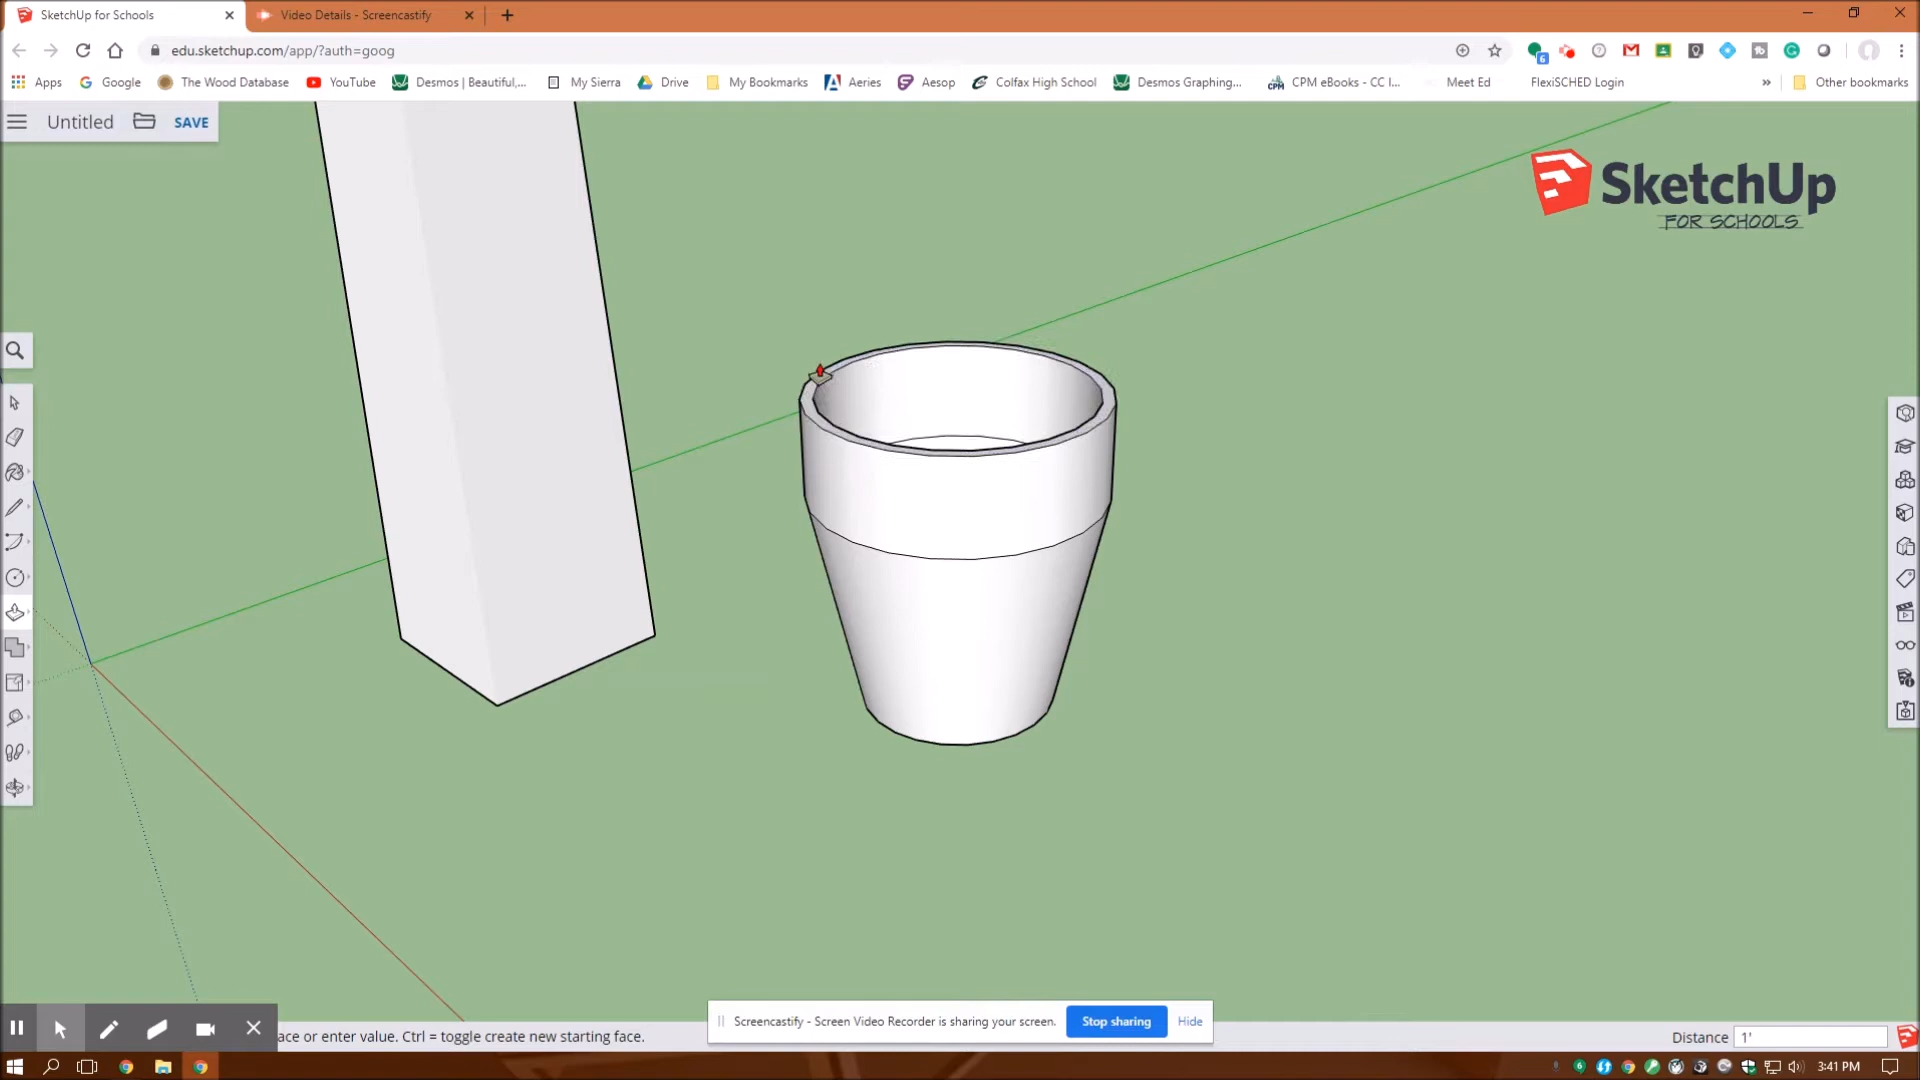 SketchUp for Schools
Video Details - Screencastify
edu.sketchup.com/app/?auth=goog
6
Apps
Google
The Wood Database
YouTube
Desmos | Beautiful,...
My Sierra
Drive
My Bookmarks
Aeries
Aesop
Colfax High School
Desmos Graphing...
CPM
CPM eBooks - CC I...
Meet Ed
FlexiSCHED Login
»
Other bookmarks
Untitled
SAVE
SketchUp
FOR SCHOOLS
ace or enter value. Ctrl = toggle create new starting face.
Screencastify - Screen Video Recorder is sharing your screen.
Stop sharing
Hide
Distance
1'
3:41 PM